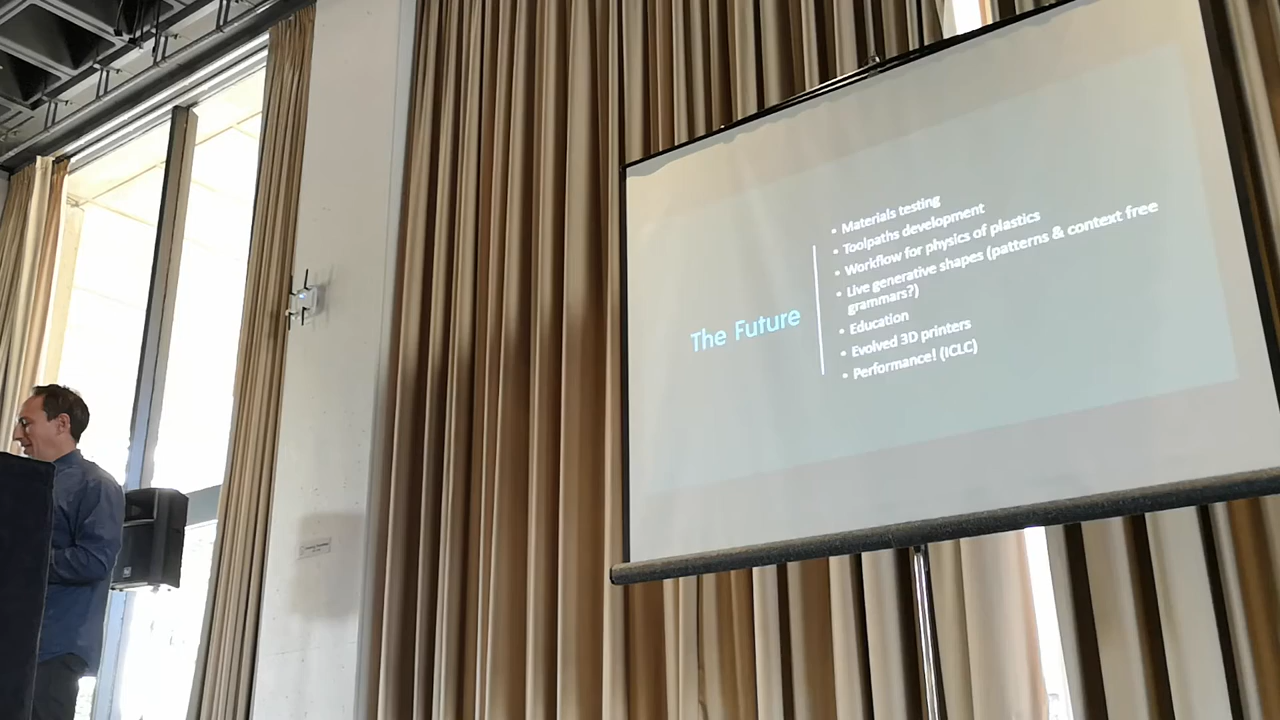 The Future
• Materials testing
• Toolpaths development
• Workflow for physics of plastics
• Live generative shapes (patterns & context free
grammars?)
• Education
• Evolved 3D printers
• Performance! (ICLC)